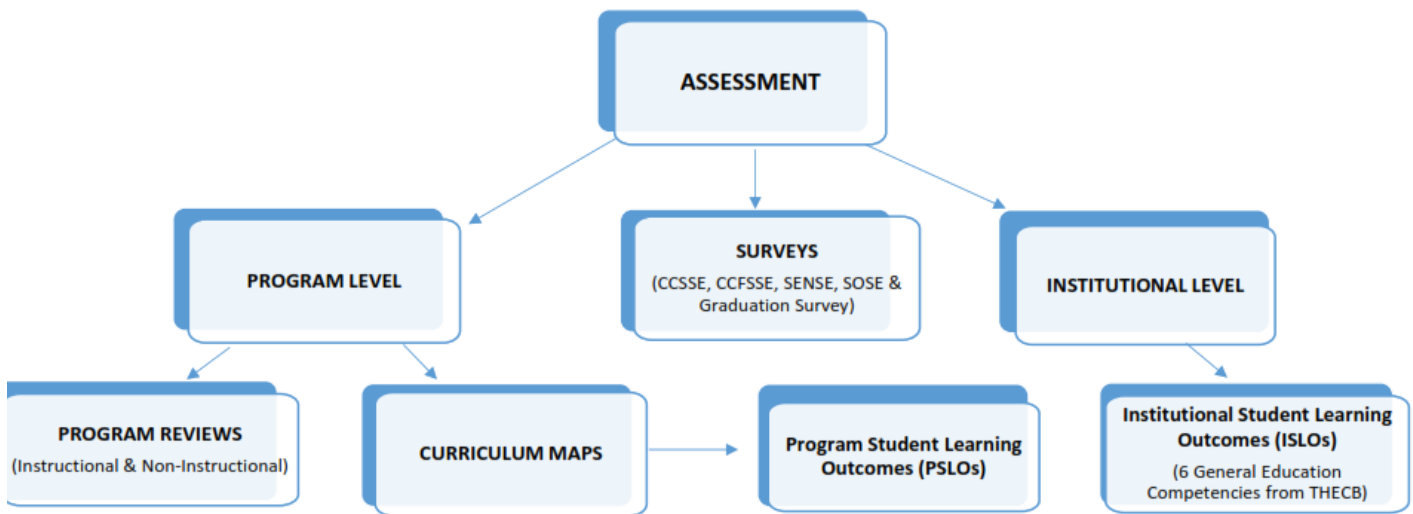 ASSESSMENT
PROGRAM LEVEL
SURVEYS
(CCSSE, CCFSSE, SENSE, SOSE &
Graduation Survey)
INSTITUTIONAL LEVEL
PROGRAM REVIEWS
(Instructional & Non-Instructional)
CURRICULUM MAPS
Program Student Learning
Outcomes (PSLOs)
Institutional Student Learning
Outcomes (ISLOs)
(6 General Education
Competencies from THECB)